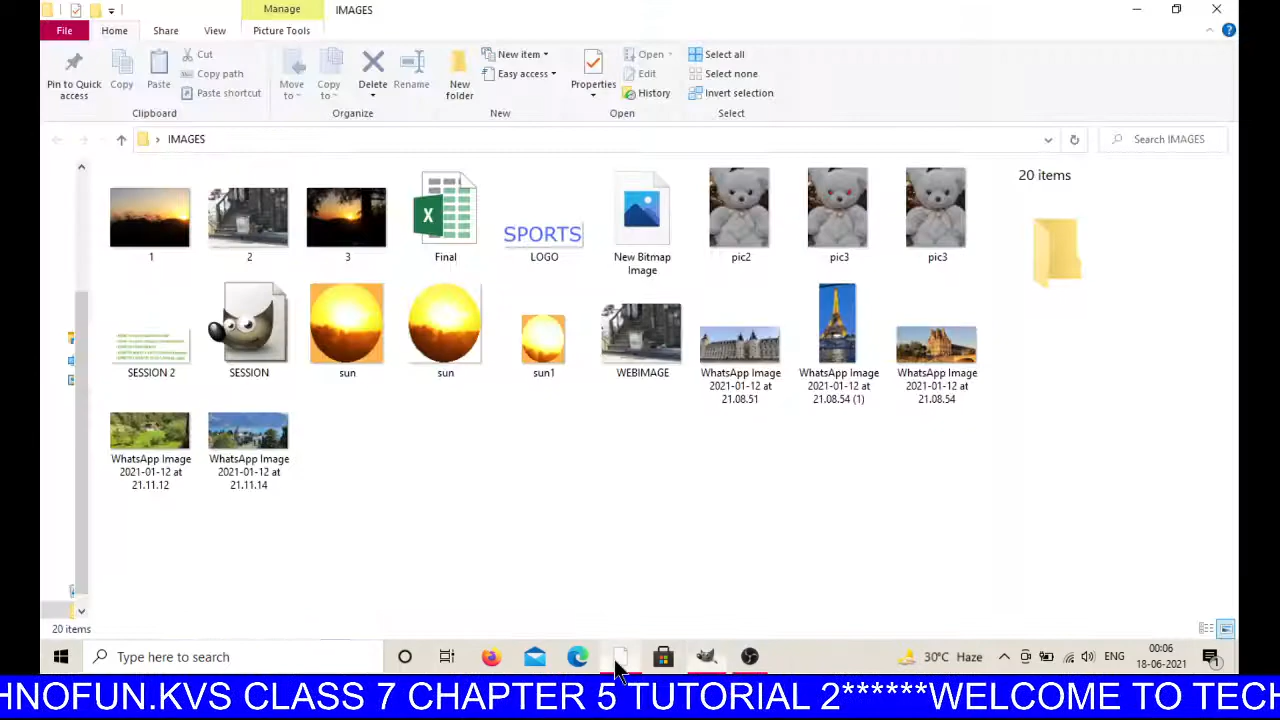 Manage
IMAGES
File
Home
Share
View
Picture Tools
Pin to Quick access
Copy
Paste
Cut
Copy path
Paste shortcut
Clipboard
Move to
Copy to
Delete
Rename
Organize
New folder
New item
Easy access
New
Properties
Open
Edit
History
Open
Select all
Select none
Invert selection
Select
IMAGES
Search IMAGES
20 items
SPORTS
1
2
3
Final
LOGO
New Bitmap
Image
pic2
pic3
pic3
SESSION 2
SESSION
sun
sun
sun1
WEBIMAGE
WhatsApp Image
2021-01-12 at
21.08.51
WhatsApp Image
2021-01-12 at
21.08.54 (1)
WhatsApp Image
2021-01-12 at
21.08.54
WhatsApp Image
2021-01-12 at
21.11.12
WhatsApp Image
2021-01-12 at
21.11.14
20 items
Type here to search
30°C Haze
ENG
00:06
18-06-2021
1
HNOFUN.KVS CLASS 7 CHAPTER 5 TUTORIAL 2******WELCOME TO TECH